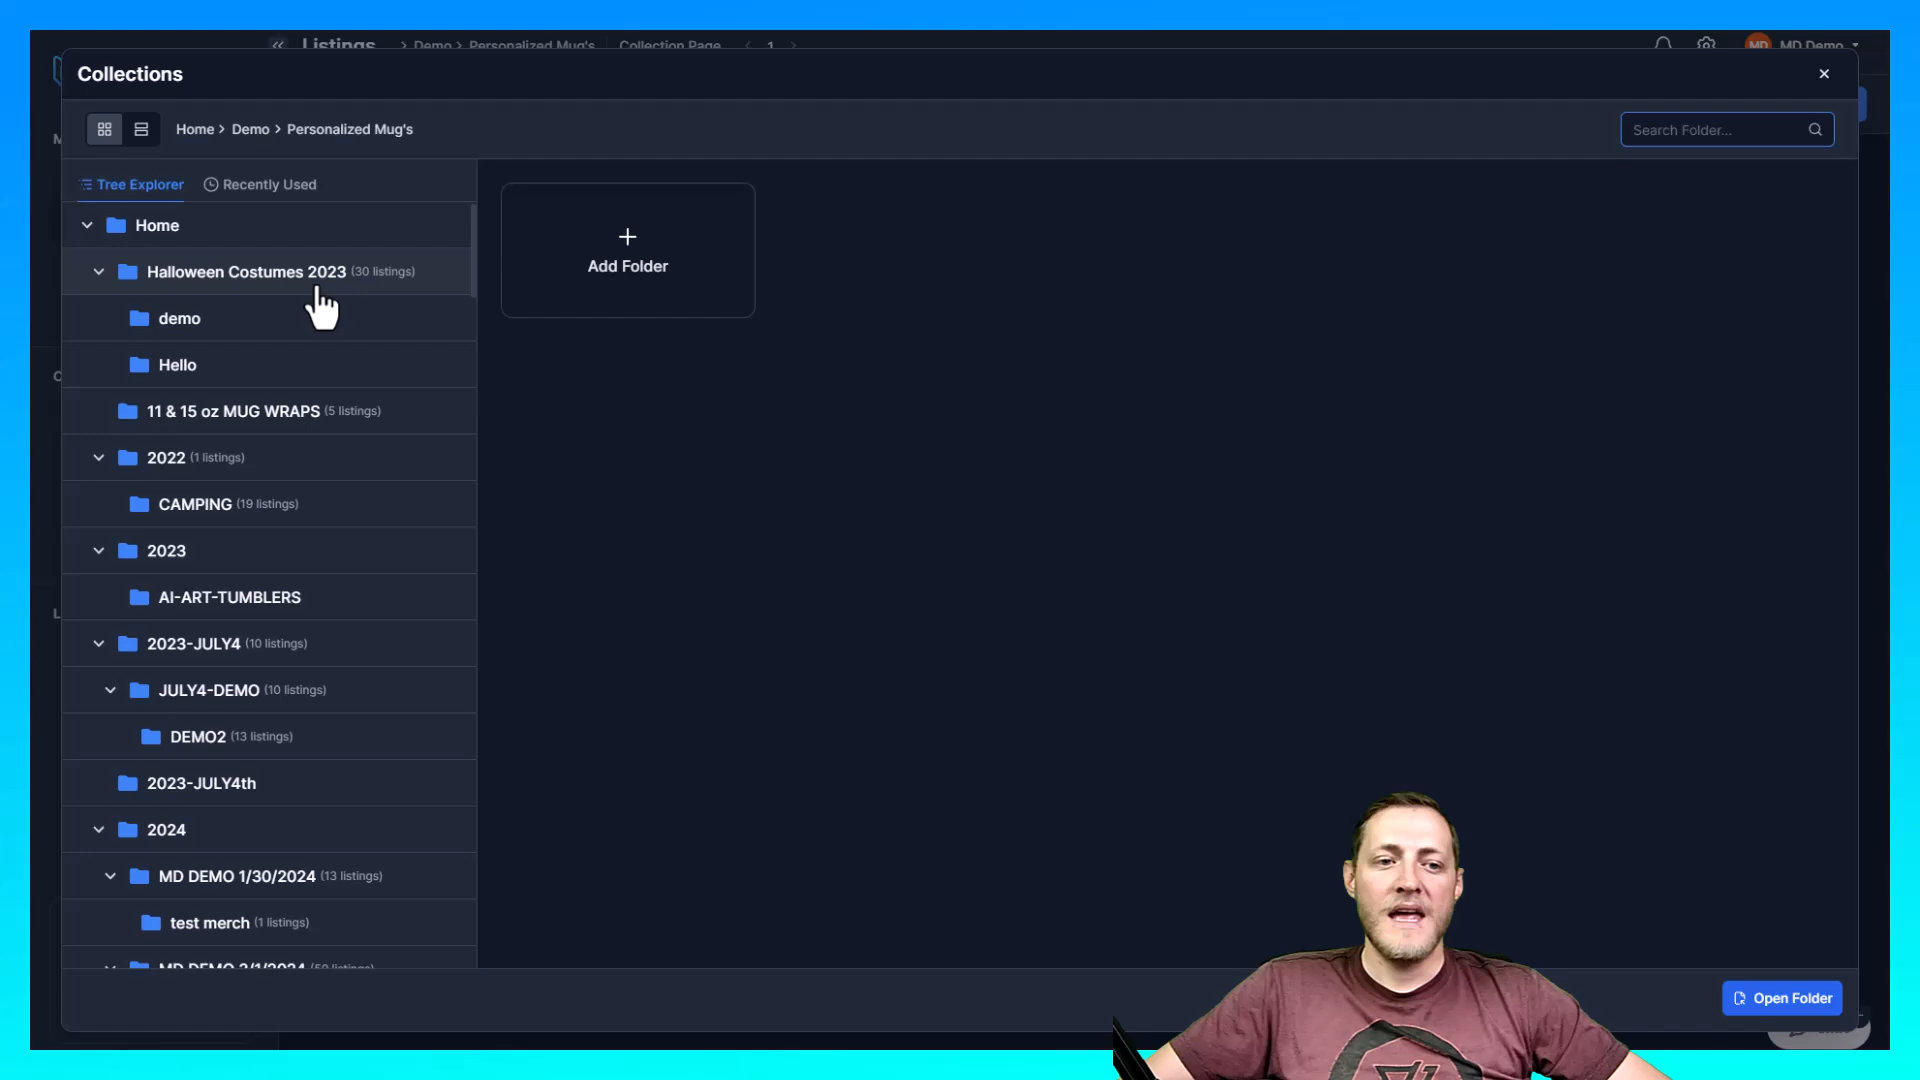 Listings > Demo > Personalized Mug's Collection Page < 1 >
MD MD Demo
Collections
Home > Demo > Personalized Mug's
Search Folder...
Tree Explorer
Recently Used
Home
Halloween Costumes 2023 (30 listings)
demo
Hello
11 & 15 oz MUG WRAPS (5 listings)
2022 (1 listings)
CAMPING (19 listings)
2023
AI-ART-TUMBLERS
2023-JULY4 (10 listings)
JULY4-DEMO (10 listings)
DEMO2 (13 listings)
2023-JULY4th
2024
MD DEMO 1/30/2024 (13 listings)
test merch (1 listings)
Add Folder
Open Folder